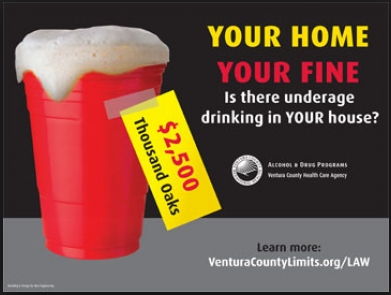 YOUR HOME
YOUR FINE
Is there underage
drinking in YOUR house?
$2,500
Thousand Oaks
ALCOHOL & DRUG PROGRAMS
Ventura County Health Care Agency
Learn more:
VenturaCountyLimits.org/LAW